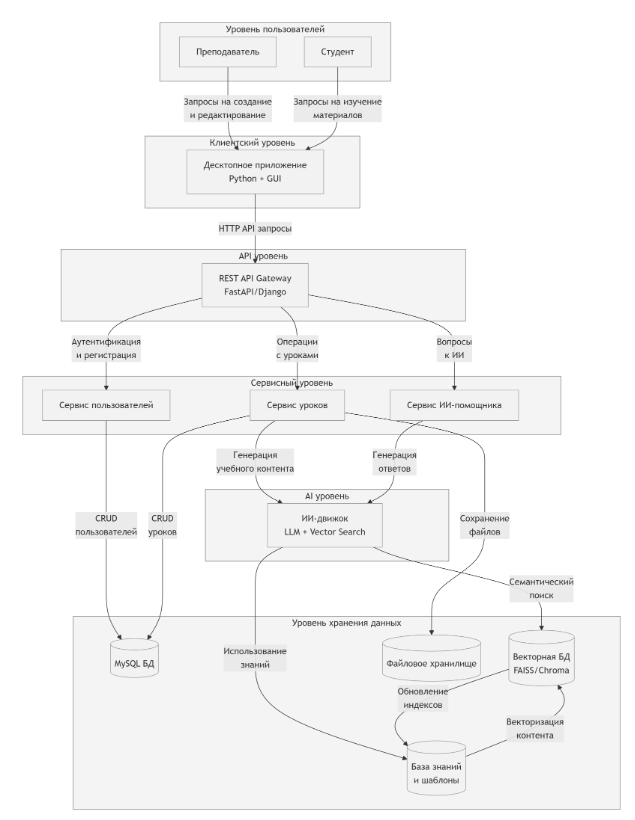 Уровень пользователей
Преподаватель
Студент
Запросы на создание
и редактирование
Запросы на изучение
материалов
Клиентский уровень
Десктопное приложение
Python + GUI
HTTP API запросы
API уровень
REST API Gateway
FastAPI/Django
Аутентификация
и регистрация
Операции
с уроками
Вопросы
к ИИ
Сервисный уровень
Сервис пользователей
Сервис уроков
Сервис ИИ-помощника
Генерация
учебного контента
Генерация
ответов
AI уровень
ИИ-движок
LLM + Vector Search
CRUD
пользователей
CRUD
уроков
Сохранение
файлов
Семантический
поиск
Уровень хранения данных
MySQL БД
Использование
знаний
Файловое хранилище
Векторная БД
FAISS/Chroma
Обновление
индексов
Векторизация
контента
База знаний
и шаблоны